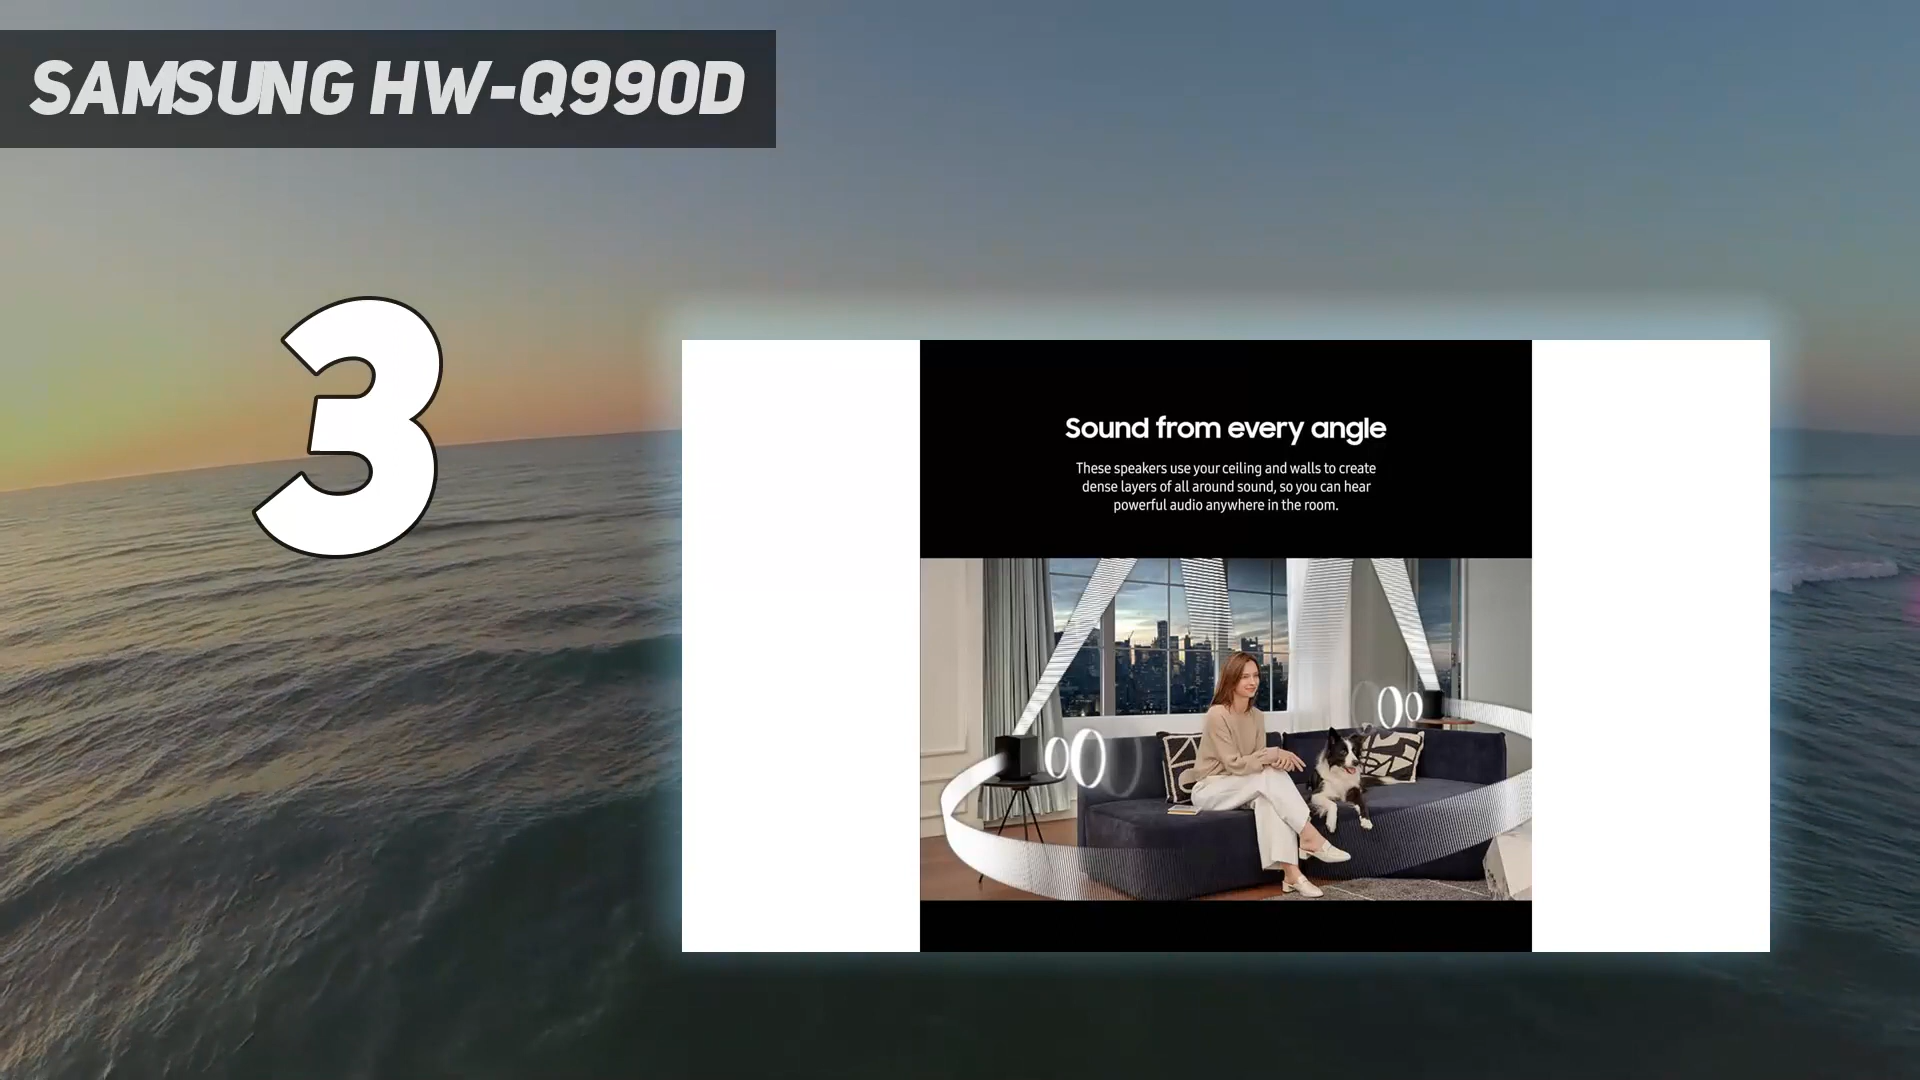 SAMSUNG HW-Q990D
3
Sound from every angle
These speakers use your ceiling and walls to create
dense layers of all around sound, so you can hear
powerful audio anywhere in the room.